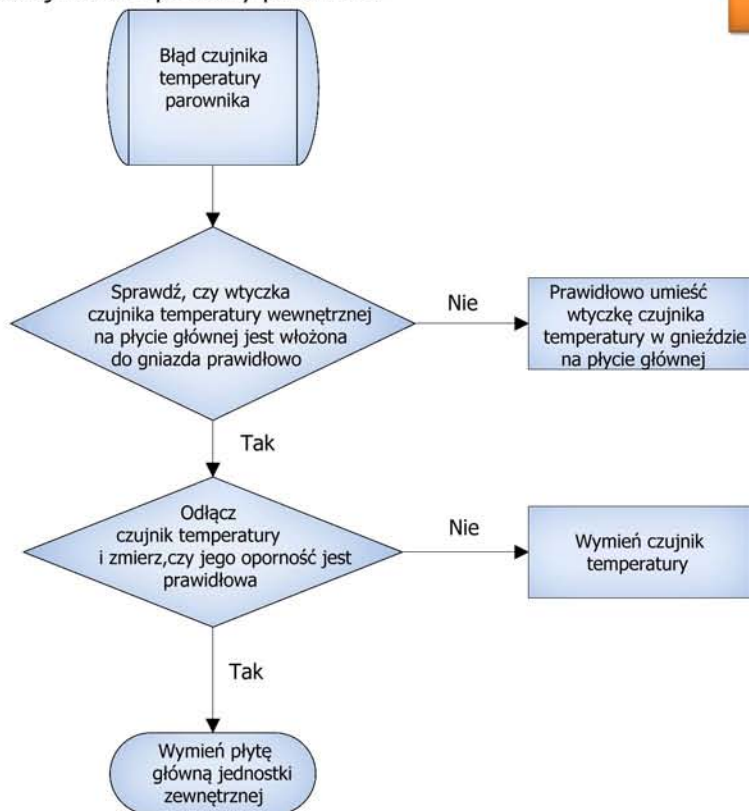 Błąd czujnika
temperatury
parownika
Sprawdź, czy wtyczka
czujnika temperatury wewnętrznej
na płycie głównej jest włożona
do gniazda prawidłowo
Nie
Prawidłowo umieść
wtyczkę czujnika
temperatury w gnieździe
na płycie głównej
Tak
Odłącz
czujnik temperatury
i zmierz,czy jego oporność jest
prawidłowa
Nie
Wymień czujnik
temperatury
Tak
Wymień płytę
główną jednostki
zewnętrznej